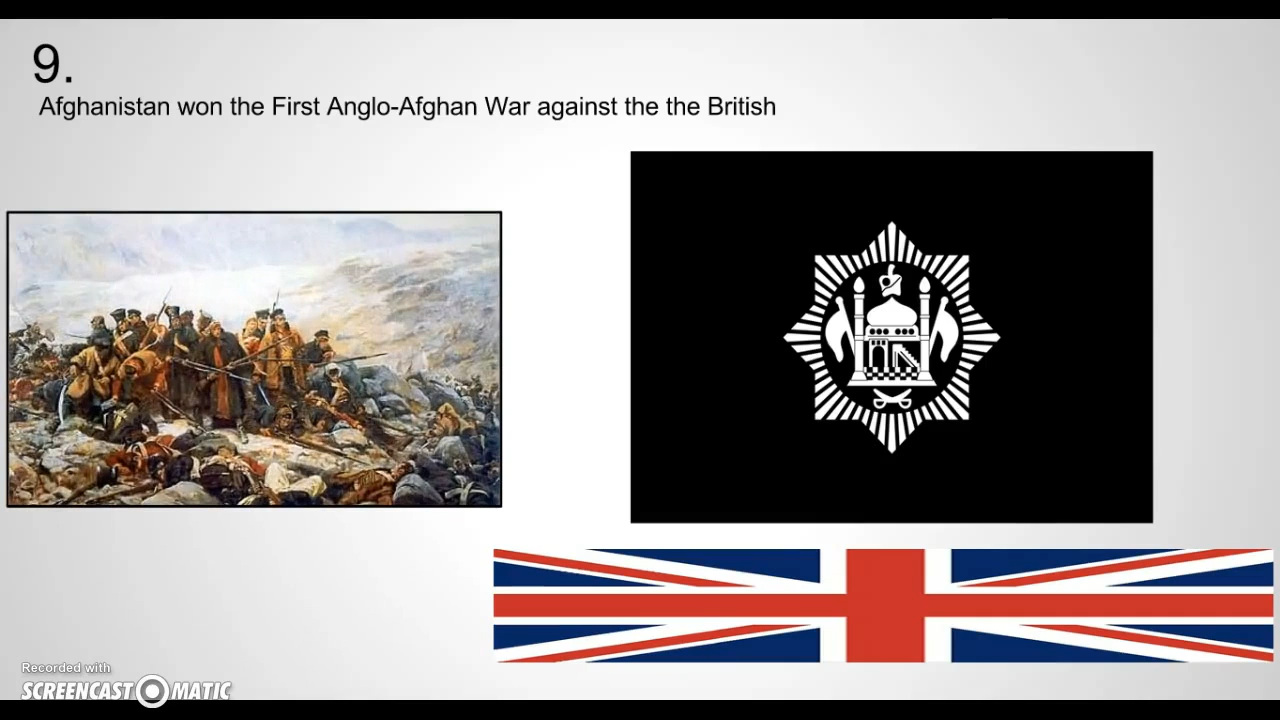 9.
Afghanistan won the First Anglo-Afghan War against the the British
Recorded with
SCREENCAST O MATIC